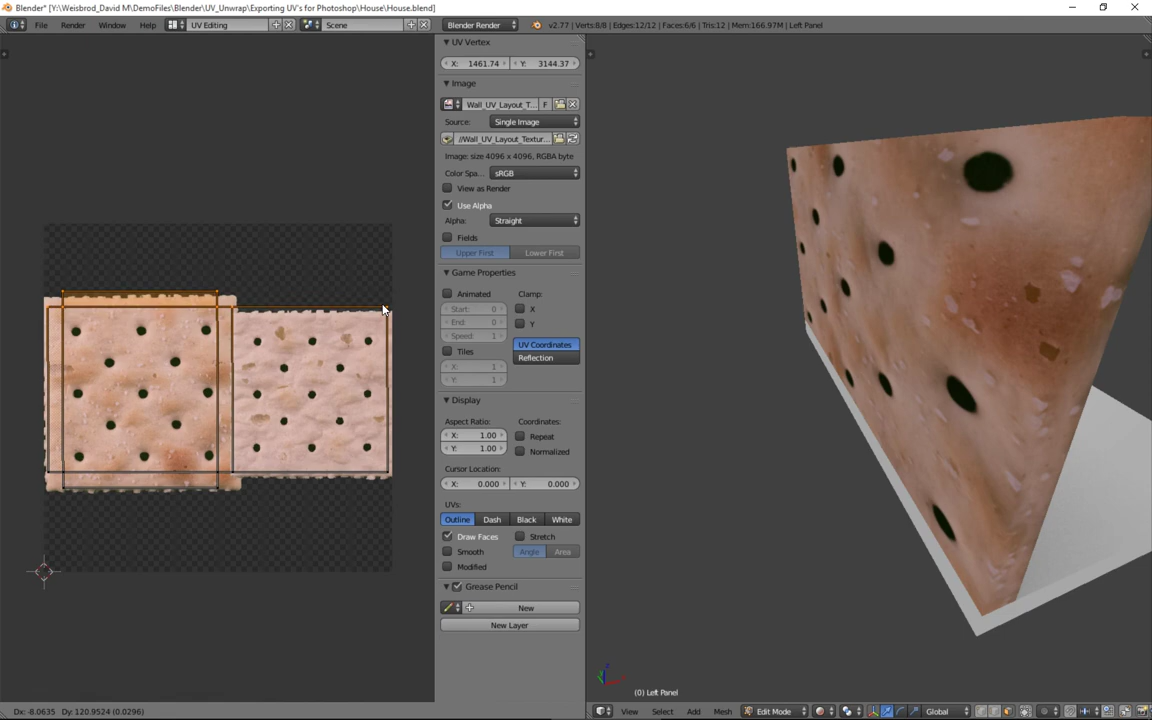 Blender* [Y:\Weisbrod_David M\DemoFiles\Blender\UV_Unwrap\Exporting UV's for Photoshop\House\House.blend]
File Render Window Help UV Editing Scene Blender Render v2.77 | Verts:8/8 | Edges:12/12 | Faces:6/6 | Tris:12 | Mem:166.97M | Left Panel
UV Vertex
X: 1461.74 Y: 3144.37
Image
Wall_UV_Layout_T... F
Source: Single Image
//Wall_UV_Layout_Textur...
Image: size 4096 x 4096, RGBA byte
Color Spa... sRGB
View as Render
Use Alpha
Alpha: Straight
Fields
Upper First Lower First
Game Properties
Animated Clamp:
Start: 0 X
End: 0 Y
Speed: 1
Tiles UV Coordinates
X: 1 Reflection
Y: 1
Display
Aspect Ratio: Coordinates:
X: 1.00 Repeat
Y: 1.00 Normalized
Cursor Location:
X: 0.000 Y: 0.000
UVs:
Outline Dash Black White
Draw Faces Stretch
Smooth Angle Area
Modified
Grease Pencil
New
New Layer
(0) Left Panel
Dx: -8.0635 Dy: 120.9524 (0.0296)
View Select Add Mesh Edit Mode Global